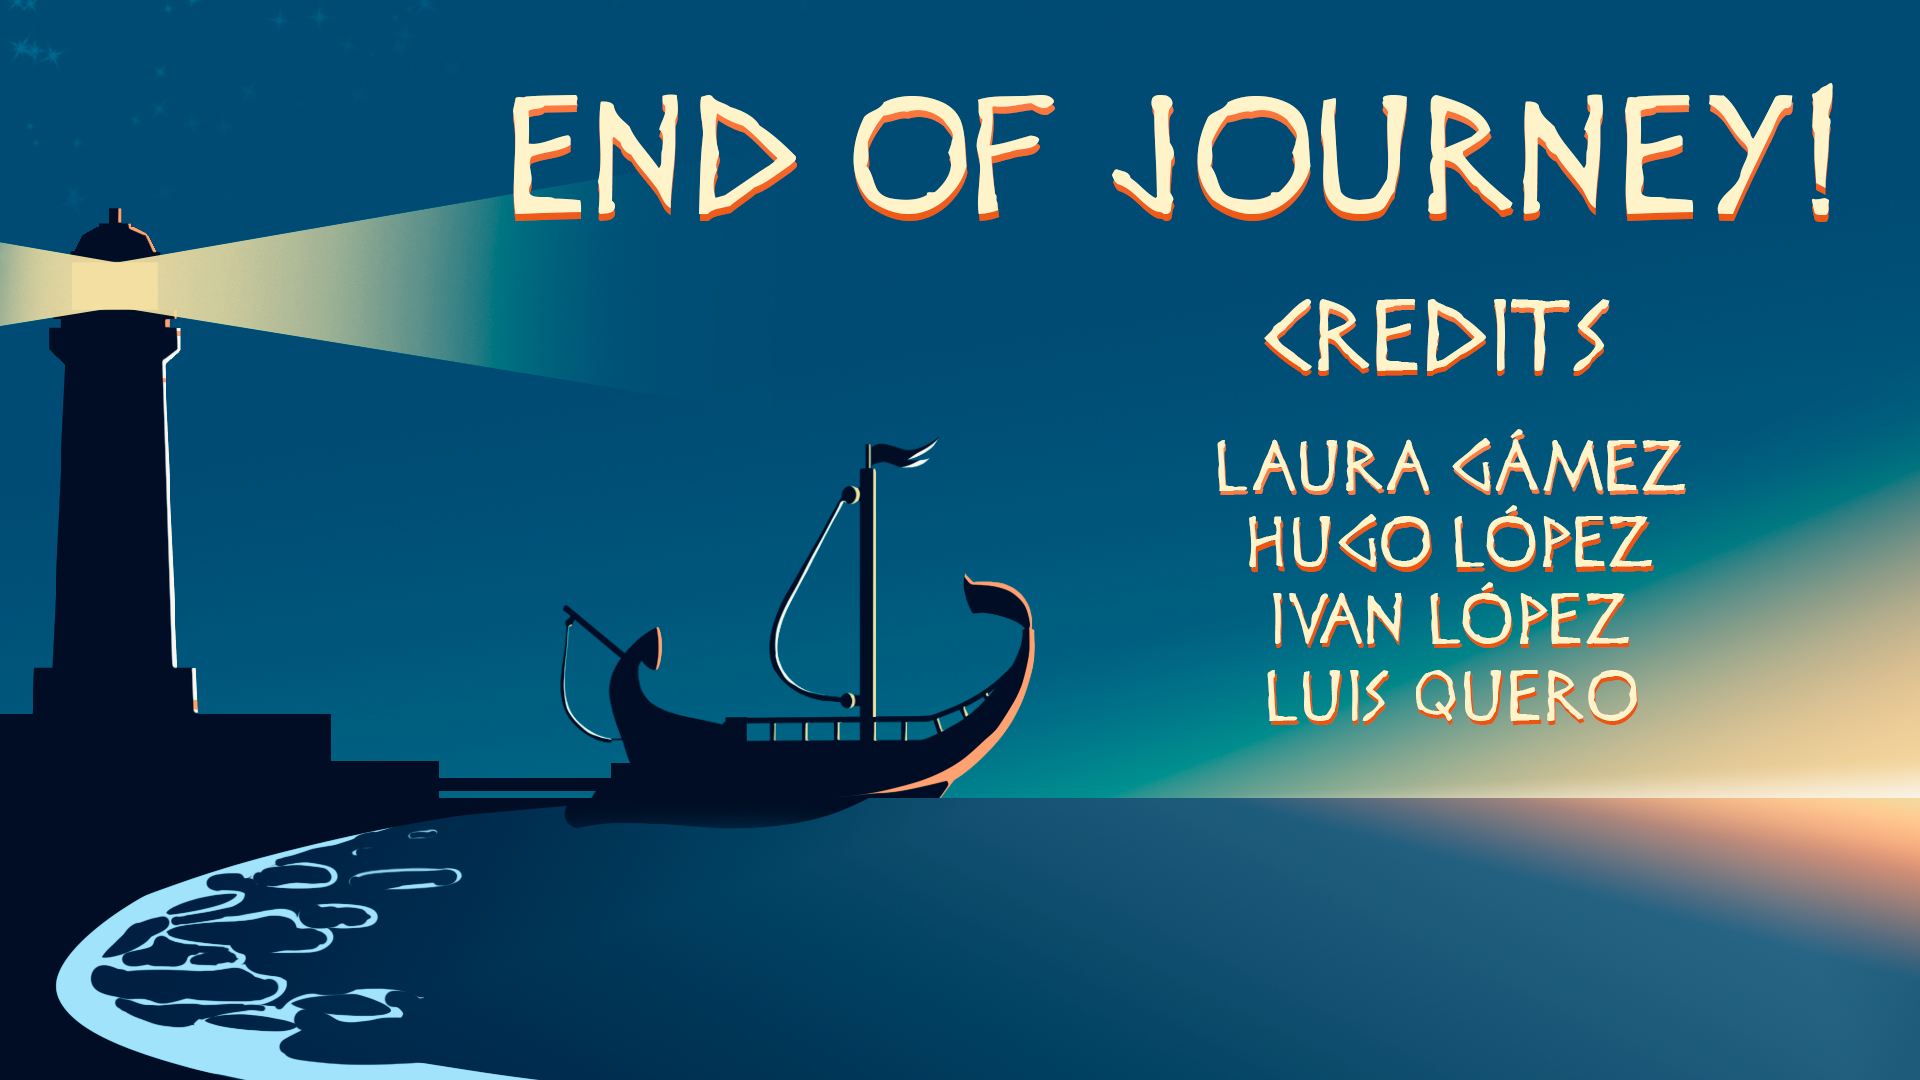 END OF JOURNEY!
CREDITS
LAURA GÁMEZ
HUGO LÓPEZ
IVAN LÓPEZ
LUIS QUERO